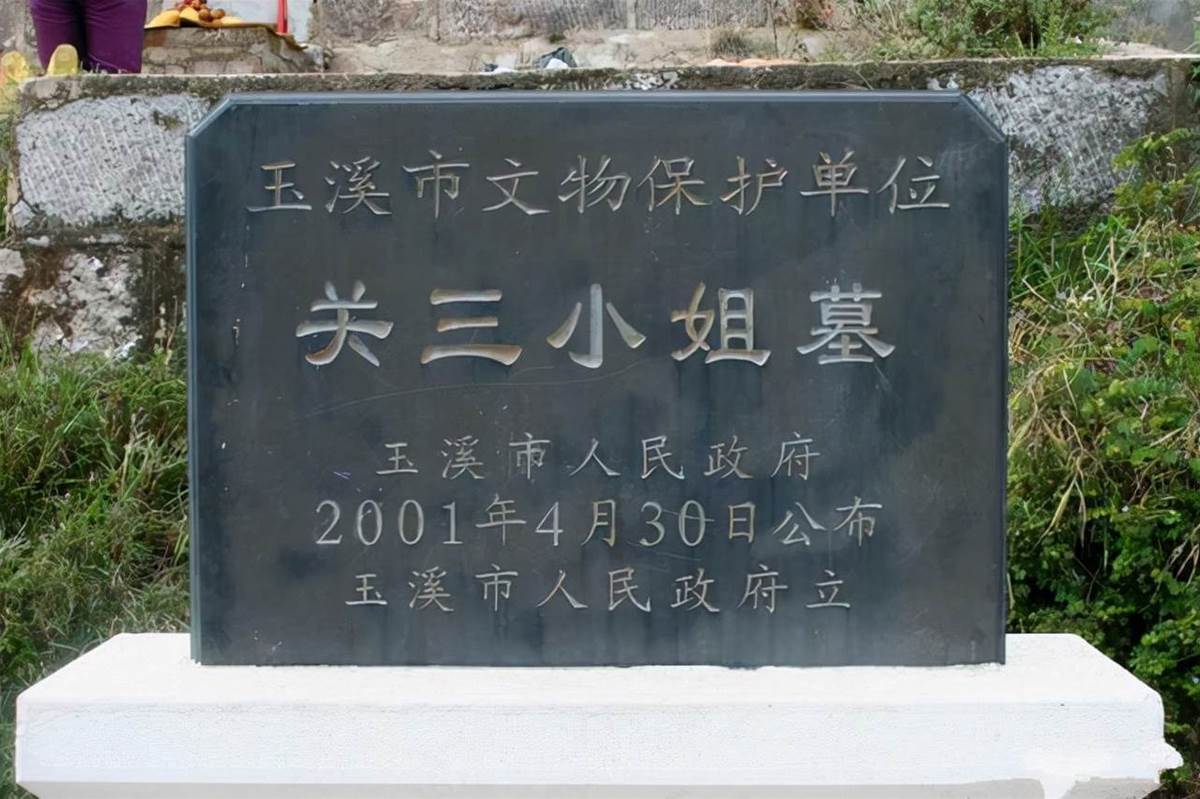 玉溪市文物保护单位
关三小姐墓
玉溪市人民政府
2001年4月30日公布
玉溪市人民政府立